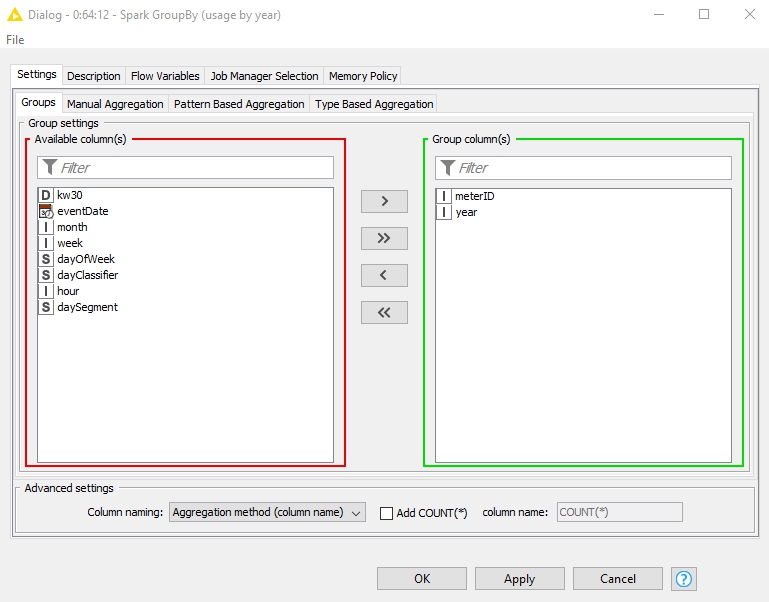 Dialog - 0:64:12 - Spark GroupBy (usage by year)
File
Settings Description Flow Variables Job Manager Selection Memory Policy
Groups Manual Aggregation Pattern Based Aggregation Type Based Aggregation
Group settings
Available column(s)
Filter
D kw30
eventDate
I month
I week
S dayOfWeek
S dayClassifier
I hour
S daySegment
>
>>
<
<<
Group column(s)
Filter
I meterID
I year
Advanced settings
Column naming: Aggregation method (column name) Add COUNT(*) column name: COUNT(*)
OK Apply Cancel ?